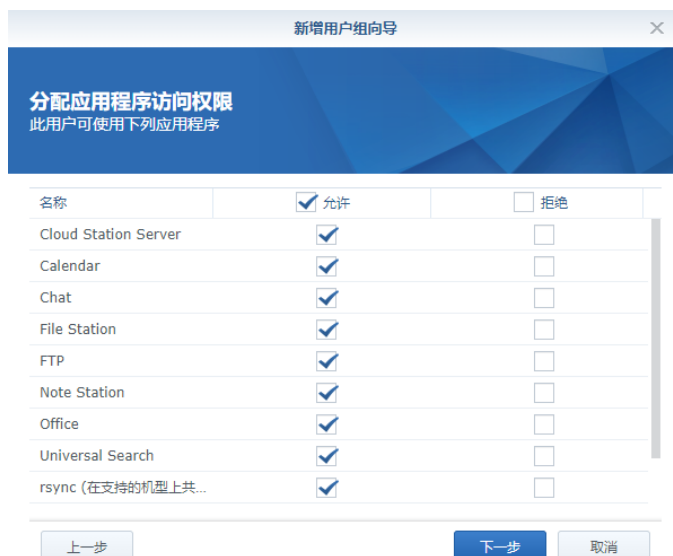 新增用户组向导
分配应用程序访问权限
此用户可使用下列应用程序
名称 允许 拒绝
Cloud Station Server
Calendar
Chat
File Station
FTP
Note Station
Office
Universal Search
rsync (在支持的机型上共...
上一步 下一步 取消